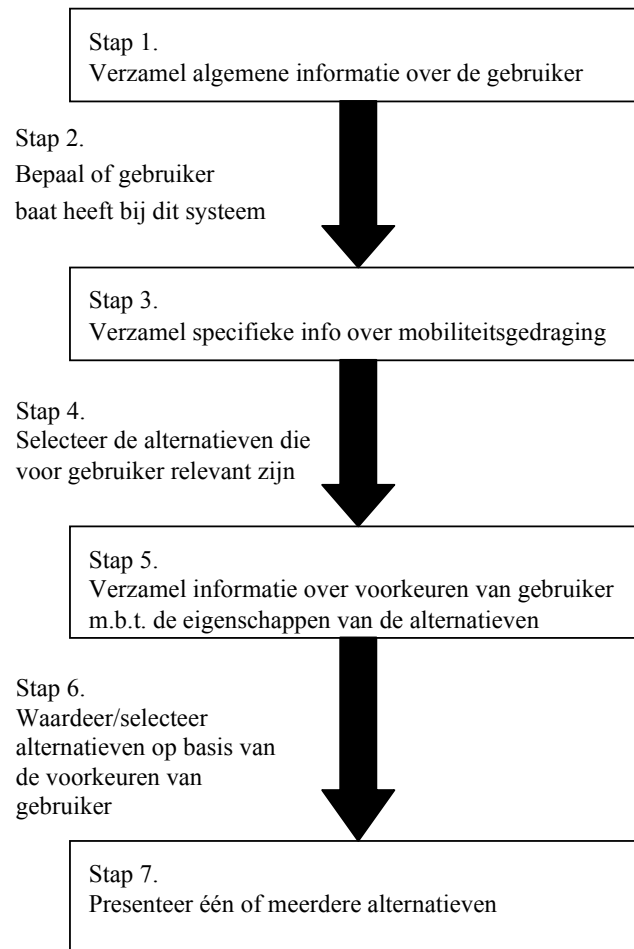 Stap 1.
Verzamel algemene informatie over de gebruiker
Stap 2.
Bepaal of gebruiker
baat heeft bij dit systeem
Stap 3.
Verzamel specifieke info over mobiliteitsgedraging
Stap 4.
Selecteer de alternatieven die
voor gebruiker relevant zijn
Stap 5.
Verzamel informatie over voorkeuren van gebruiker
m.b.t. de eigenschappen van de alternatieven
Stap 6.
Waardeer/selecteer
alternatieven op basis van
de voorkeuren van
gebruiker
Stap 7.
Presenteer één of meerdere alternatieven